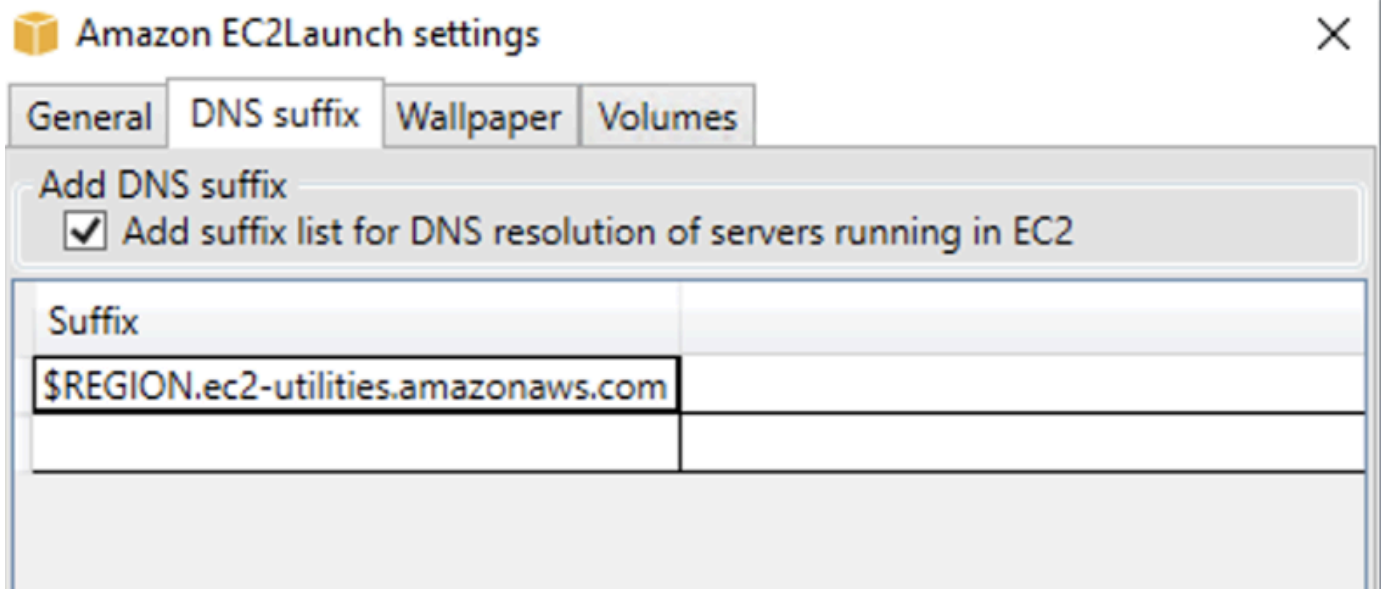 Amazon EC2Launch settings
General DNS suffix Wallpaper Volumes
Add DNS suffix
Add suffix list for DNS resolution of servers running in EC2
Suffix
$REGION.ec2-utilities.amazonaws.com